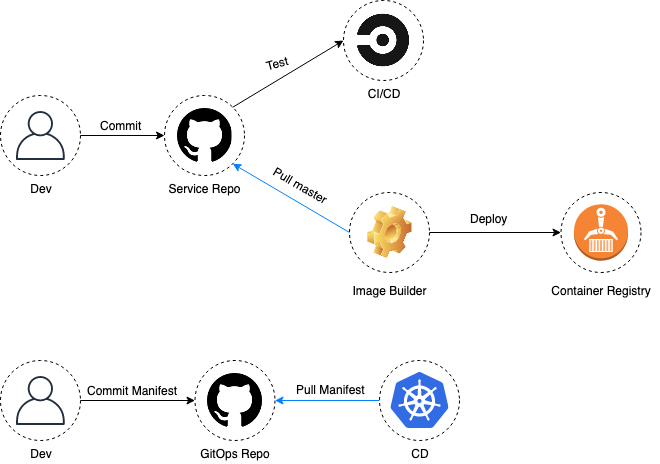 Test
CI/CD
Commit
Dev
Service Repo
Pull master
Deploy
Image Builder
Container Registry
Commit Manifest
Pull Manifest
Dev
GitOps Repo
CD